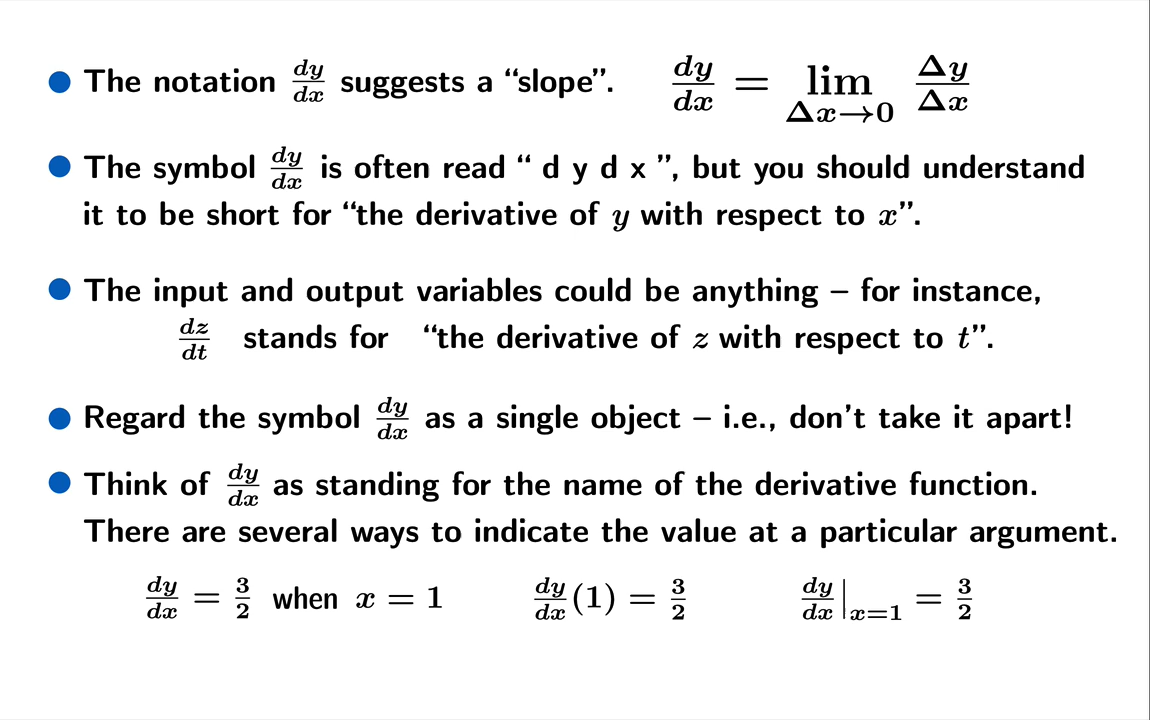 ● The notation dy/dx suggests a “slope”. dy/dx = lim Δx→0 Δy/Δx
● The symbol dy/dx is often read “ d y d x ”, but you should understand
it to be short for “the derivative of y with respect to x”.
● The input and output variables could be anything – for instance,
dz/dt stands for “the derivative of z with respect to t”.
● Regard the symbol dy/dx as a single object – i.e., don’t take it apart!
● Think of dy/dx as standing for the name of the derivative function.
There are several ways to indicate the value at a particular argument.
dy/dx = 3/2 when x = 1 dy/dx(1) = 3/2 dy/dx|x=1 = 3/2